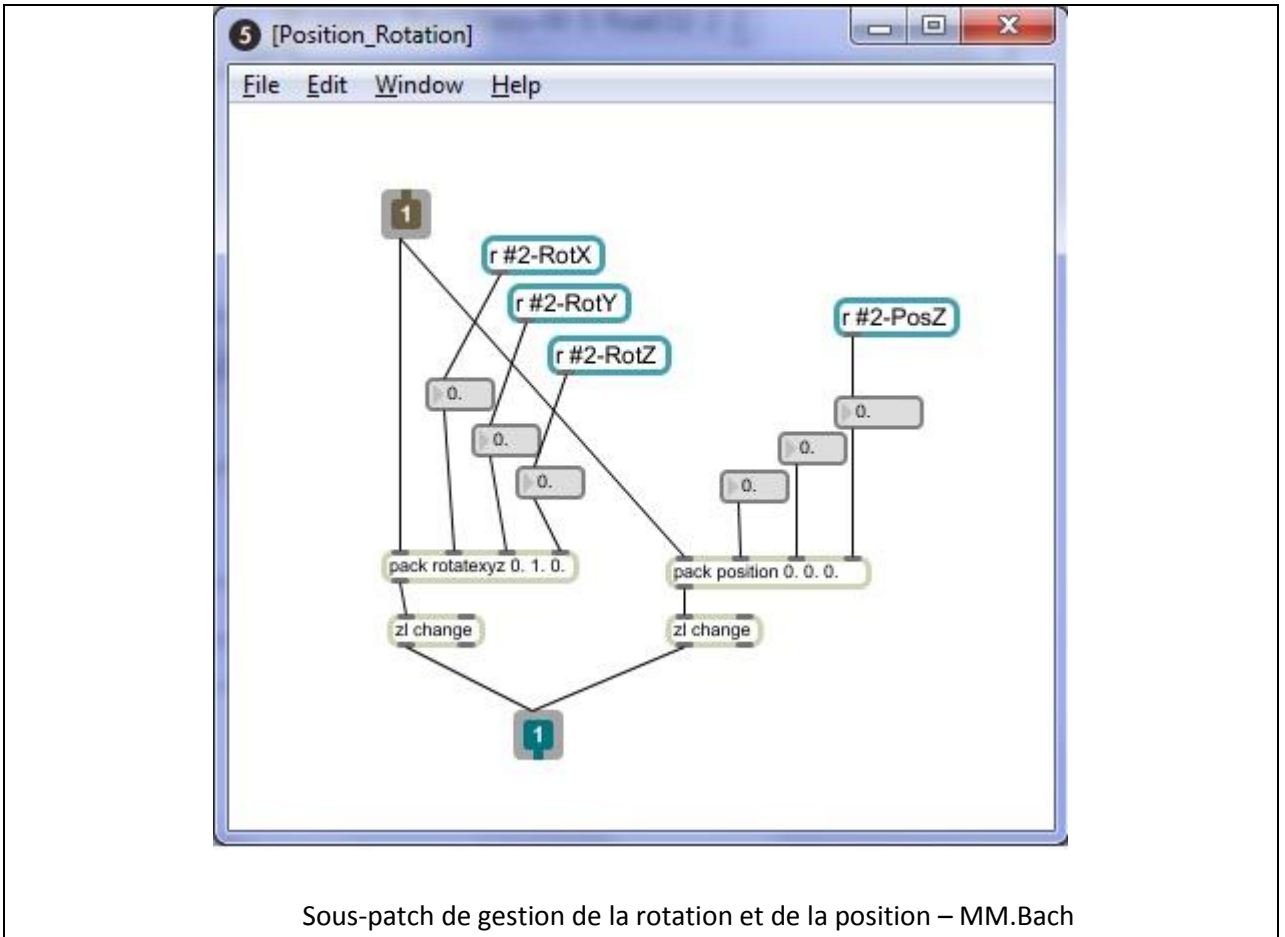 5 [Position_Rotation]
File Edit Window Help
1
r #2-RotX
r #2-RotY
r #2-PosZ
r #2-RotZ
0.
0.
0.
0.
0.
0.
pack rotatexyz 0. 1. 0.
pack position 0. 0. 0.
zl change
zl change
1
Sous-patch de gestion de la rotation et de la position – MM.Bach